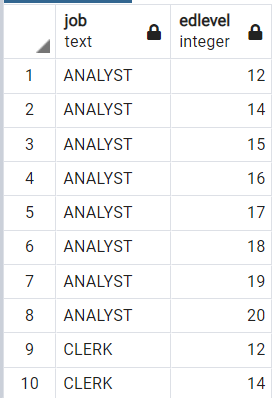 job edlevel
text integer
1 ANALYST 12
2 ANALYST 14
3 ANALYST 15
4 ANALYST 16
5 ANALYST 17
6 ANALYST 18
7 ANALYST 19
8 ANALYST 20
9 CLERK 12
10 CLERK 14